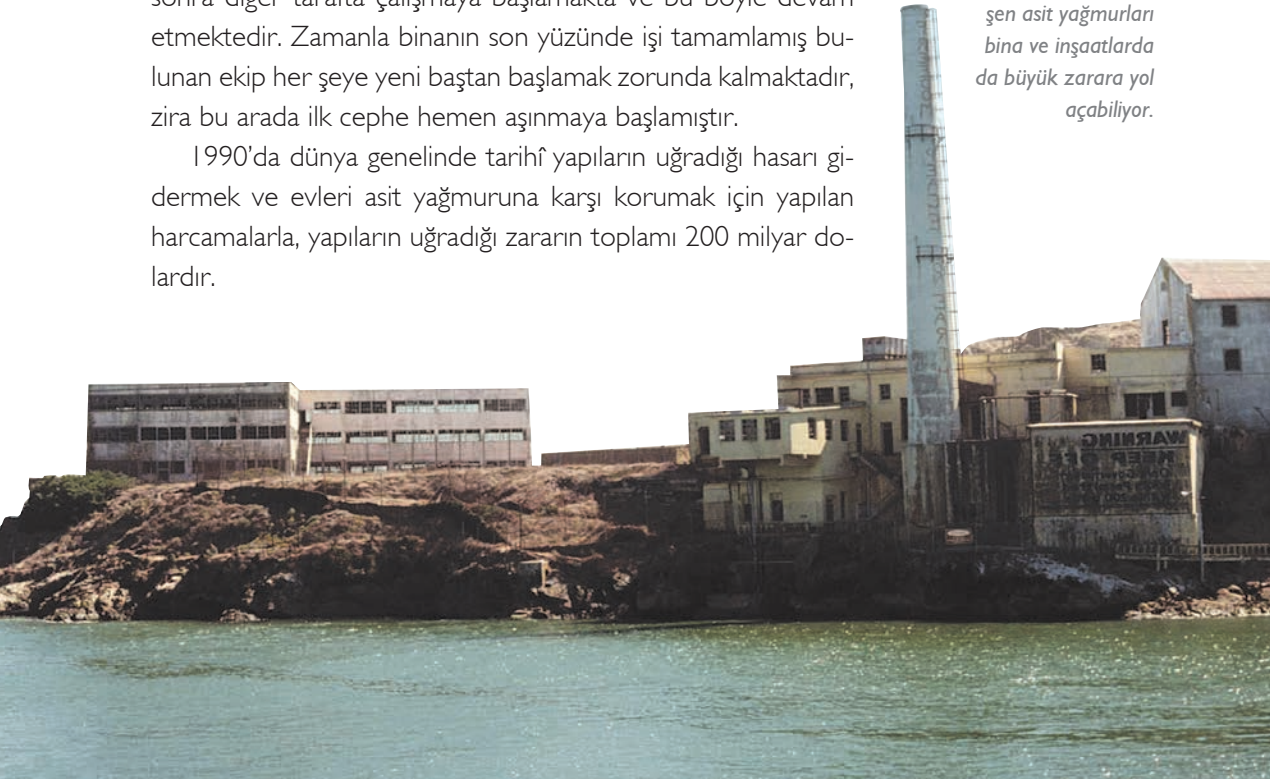 sonra diğer tarafta çalışmaya başlamakta ve bu böyle devam
etmektedir. Zamanla binanın son yüzünde işi tamamlamış bu-
lunan ekip her şeye yeni baştan başlamak zorunda kalmaktadır,
zira bu arada ilk cephe hemen aşınmaya başlamıştır.
1990’da dünya genelinde tarihî yapıların uğradığı hasarı gi-
dermek ve evleri asit yağmuruna karşı korumak için yapılan
harcamalarla, yapıların uğradığı zararın toplamı 200 milyar do-
lardır.
şen asit yağmurları
bina ve inşaatlarda
da büyük zarara yol
açabiliyor.
WARNING